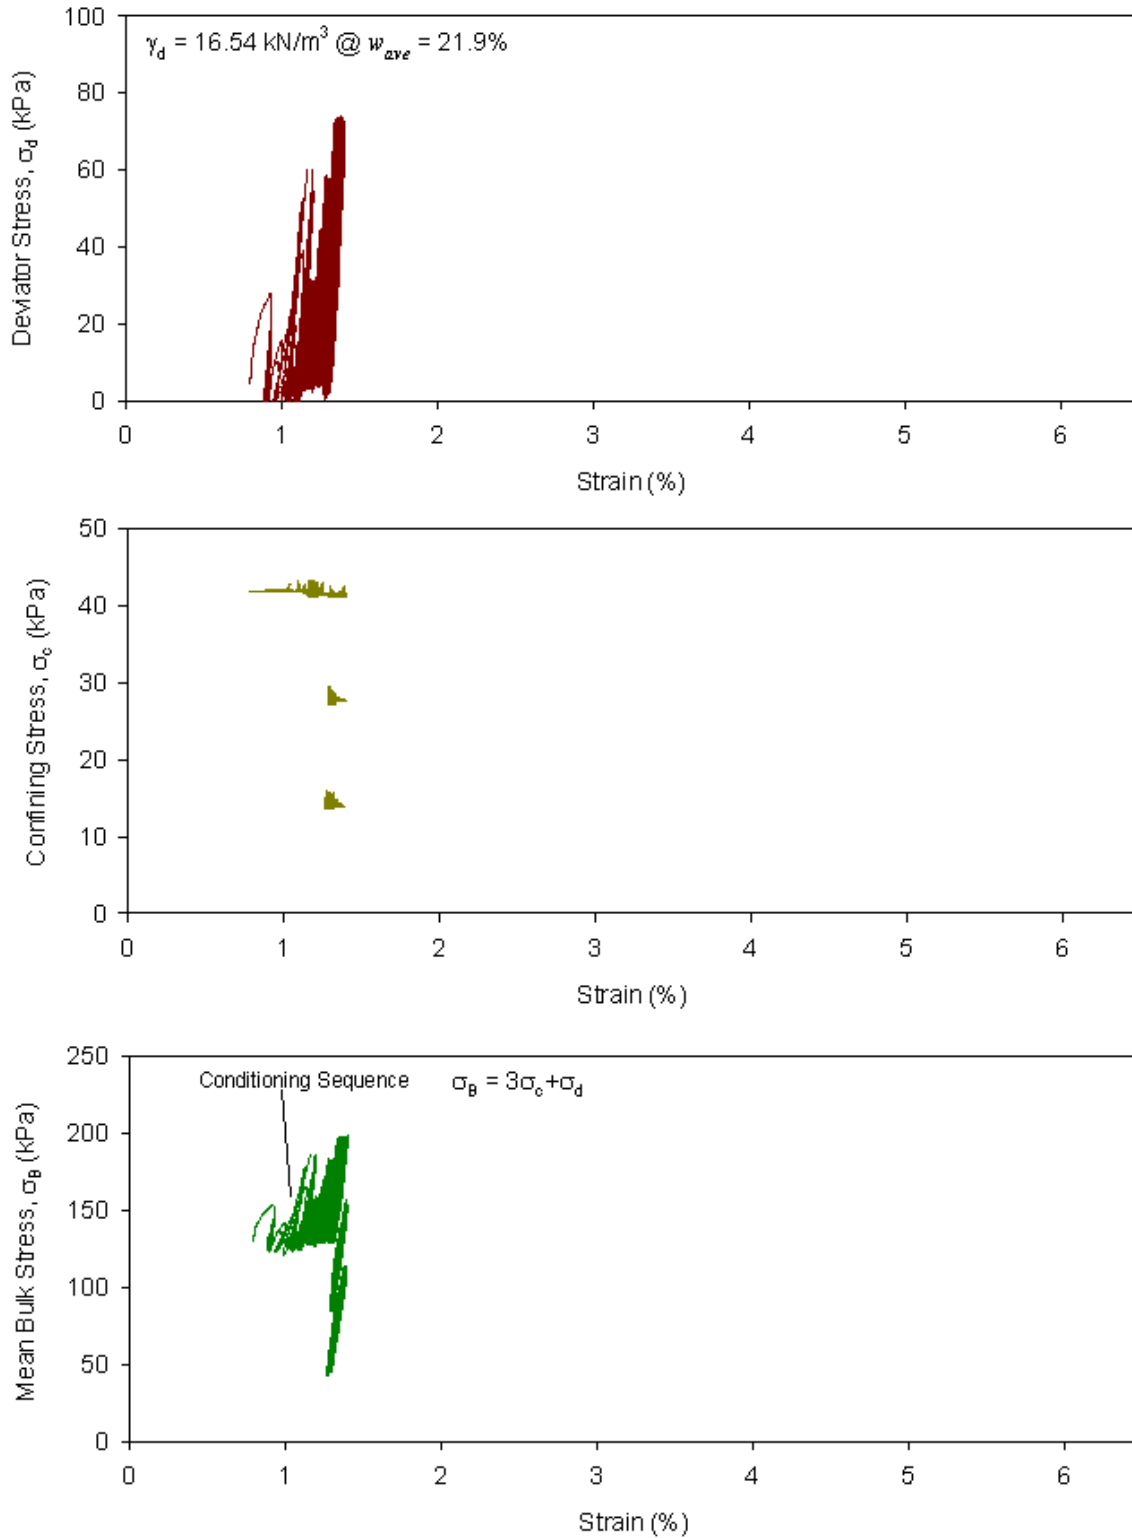 γd = 16.54 kN/m³ @ wave = 21.9%
Deviator Stress, σd (kPa)
100
80
60
40
20
0
0 1 2 3 4 5 6
Strain (%)
Confining Stress, σc (kPa)
50
40
30
20
10
0
0 1 2 3 4 5 6
Strain (%)
Mean Bulk Stress, σB (kPa)
250
Conditioning Sequence σB = 3σc+σd
200
150
100
50
0
0 1 2 3 4 5 6
Strain (%)